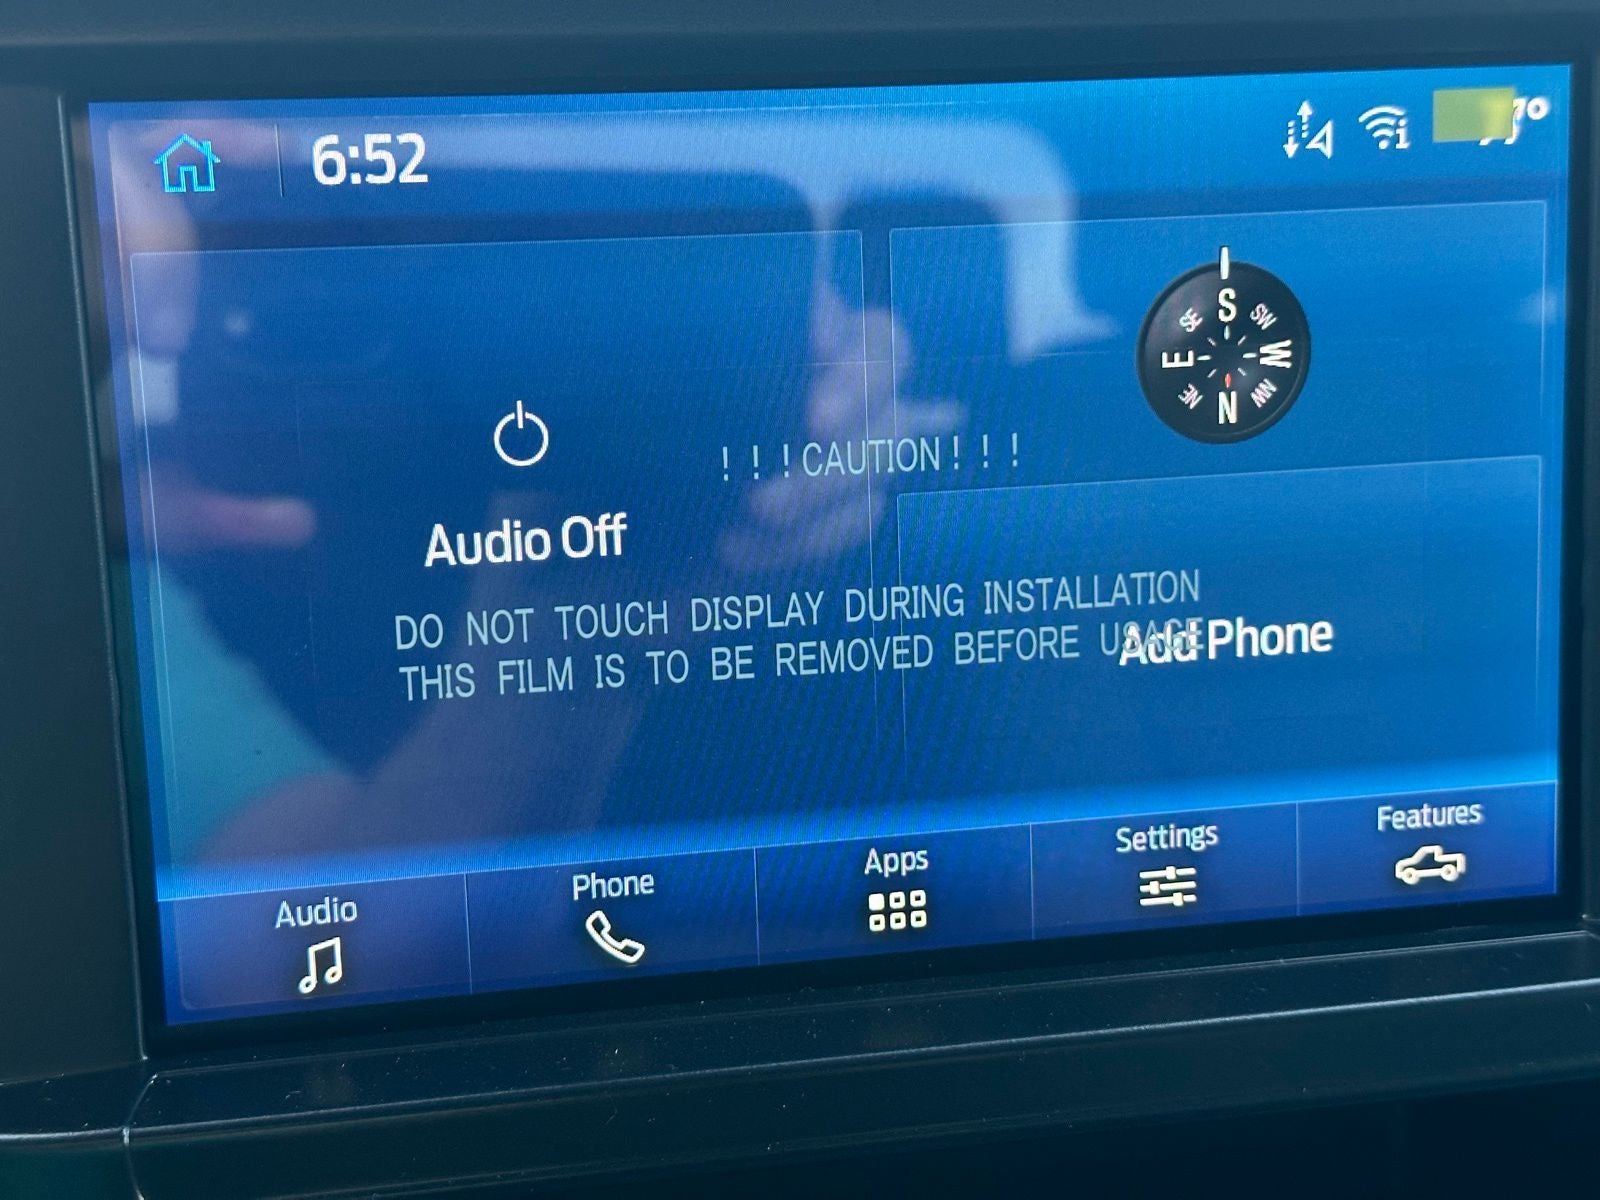 6:52
S
SE SW
E W
NE NW
N
! ! ! CAUTION ! ! !
Audio Off
DO NOT TOUCH DISPLAY DURING INSTALLATION
THIS FILM IS TO BE REMOVED BEFORE USAGE
Add Phone
Audio
Phone
Apps
Settings
Features